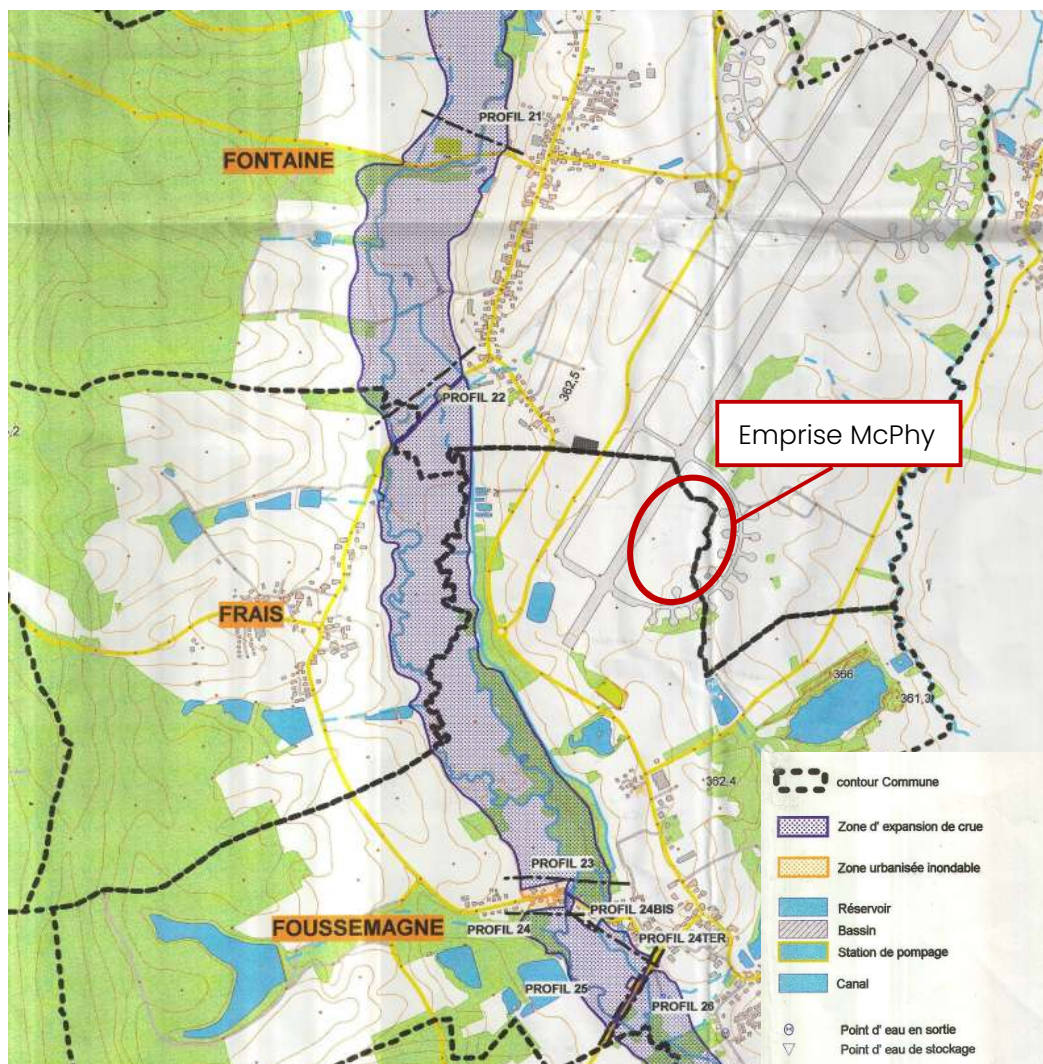 PROFIL 21
FONTAINE
362,5
PROFIL 22
Emprise McPhy
FRAIS
366
361,3
362,4
contour Commune
Zone d' expansion de crue
PROFIL 23
Zone urbanisée inondable
PROFIL 24BIS
Réservoir
FOUSSEMAGNE
PROFIL 24
Bassin
PROFIL 24TER
Station de pompage
PROFIL 25
Canal
PROFIL 26
Point d' eau en sortie
Point d' eau de stockage